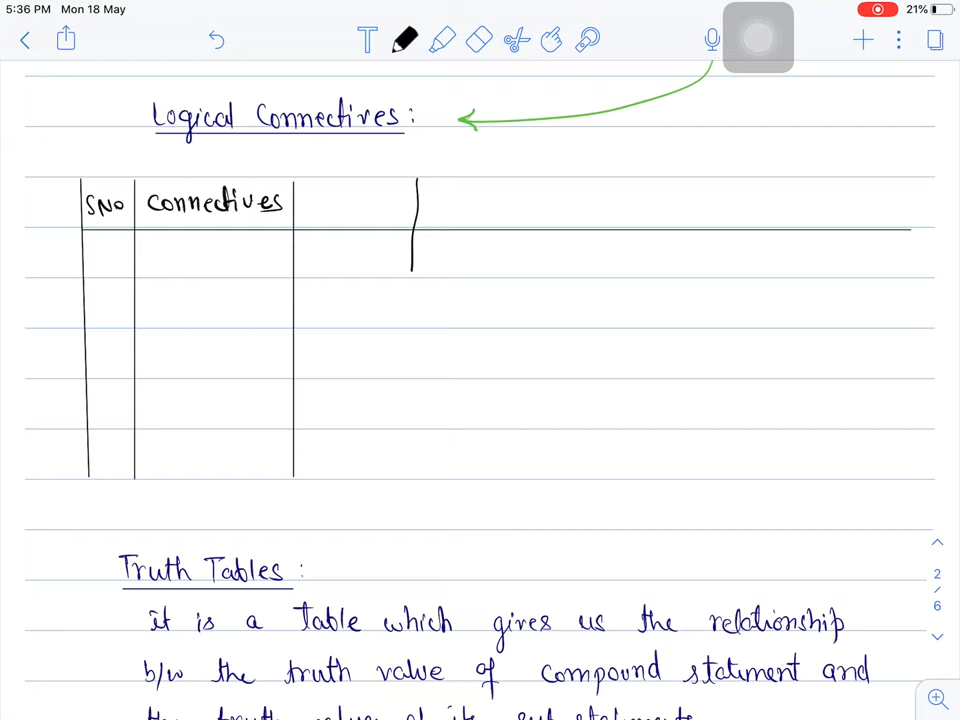 5:36 PM Mon 18 May
21%
T
Logical Connectives:
SNo connectives
Truth Tables:
it is a Table which gives us the relationship
2
/
6
b/w the truth value of compound statement and